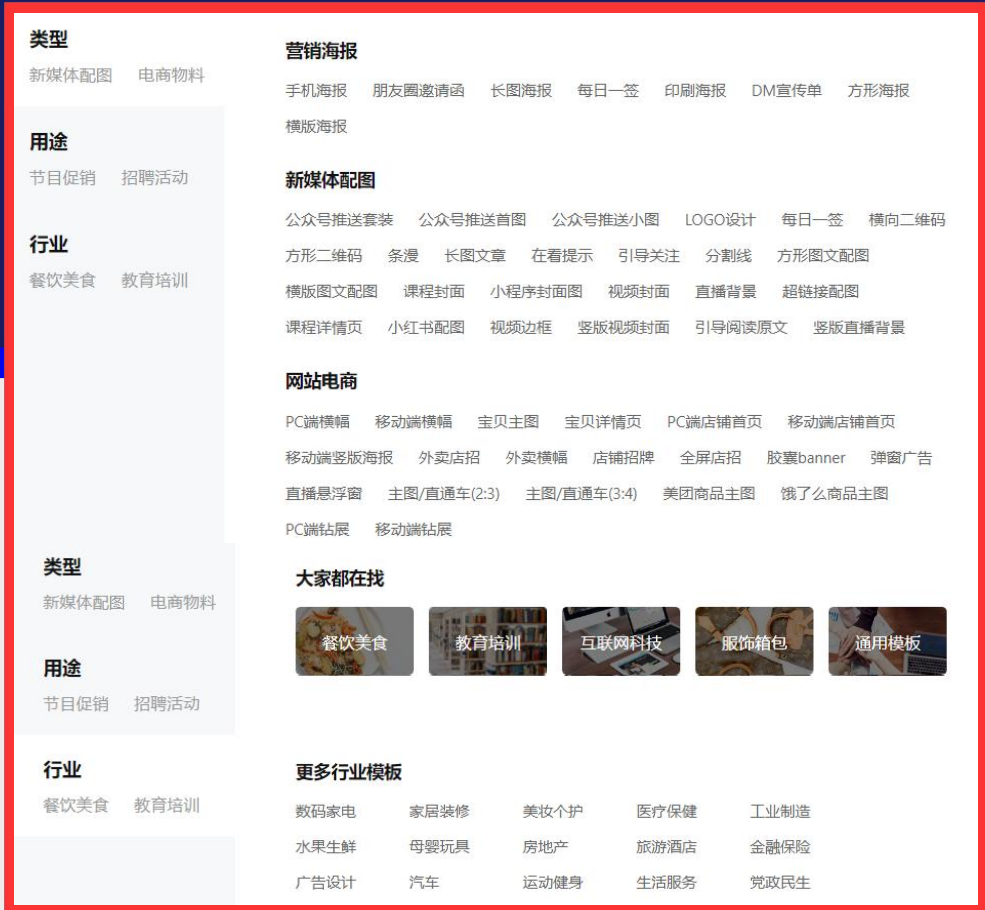 类型
新媒体配图 电商物料
用途
节目促销 招聘活动
行业
餐饮美食 教育培训
营销海报
手机海报 朋友圈邀请函 长图海报 每日一签 印刷海报 DM宣传单 方形海报
横版海报
新媒体配图
公众号推送套装 公众号推送首图 公众号推送小图 LOGO设计 每日一签 横向二维码
方形二维码 条漫 长图文章 在看提示 引导关注 分割线 方形图文配图
横版图文配图 课程封面 小程序封面图 视频封面 直播背景 超链接配图
课程详情页 小红书配图 视频边框 竖版视频封面 引导阅读原文 竖版直播背景
网站电商
PC端横幅 移动端横幅 宝贝主图 宝贝详情页 PC端店铺首页 移动端店铺首页
移动端竖版海报 外卖店招 外卖横幅 店铺招牌 全屏店招 胶囊banner 弹窗广告
直播悬浮窗 主图/直通车(2:3) 主图/直通车(3:4) 美团商品主图 饿了么商品主图
PC端钻展 移动端钻展
类型
新媒体配图 电商物料
用途
节目促销 招聘活动
行业
餐饮美食 教育培训
大家都在找
餐饮美食 教育培训 互联网科技 服饰箱包 通用模板
更多行业模板
数码家电 家居装修 美妆个护 医疗保健 工业制造
水果生鲜 母婴玩具 房地产 旅游酒店 金融保险
广告设计 汽车 运动健身 生活服务 党政民生